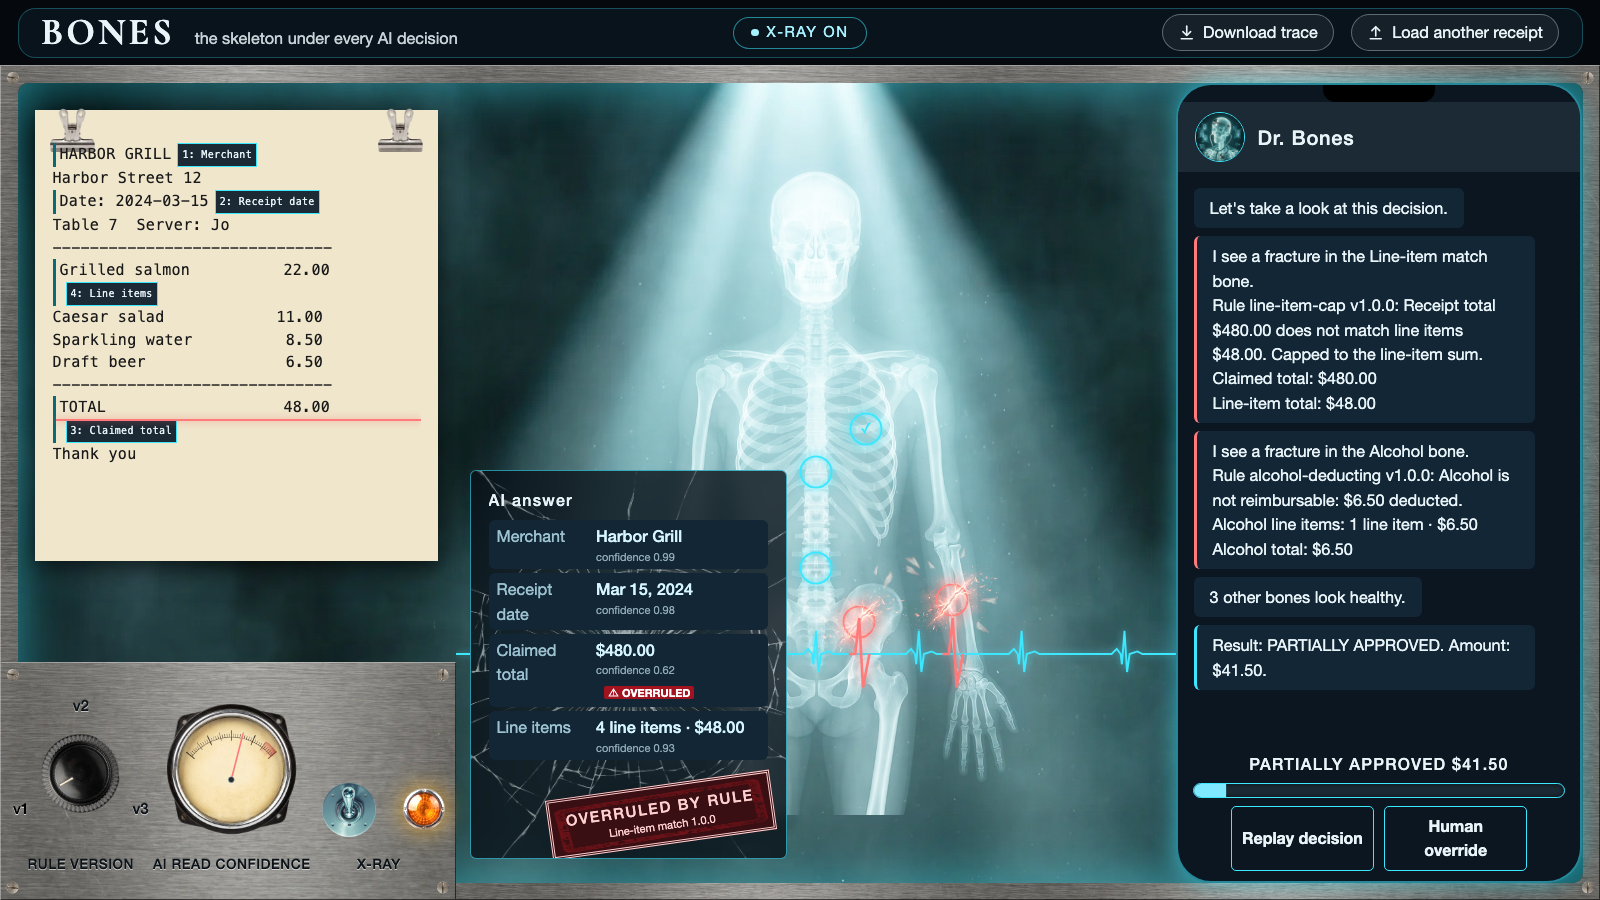 BONES
the skeleton under every AI decision
X-RAY ON
Download trace
Load another receipt
HARBOR GRILL 1: Merchant
Harbor Street 12
Date: 2024-03-15 2: Receipt date
Table 7  Server: Jo
------------------------------
Grilled salmon 22.00
4: Line items
Caesar salad 11.00
Sparkling water 8.50
Draft beer 6.50
------------------------------
TOTAL 48.00
3: Claimed total
Thank you
v2
v1
v3
RULE VERSION
AI READ CONFIDENCE
X-RAY
AI answer
Merchant Harbor Grill
confidence 0.99
Receipt date Mar 15, 2024
confidence 0.98
Claimed total $480.00
confidence 0.62
⚠ OVERRULED
Line items 4 line items · $48.00
confidence 0.93
OVERRULED BY RULE
Line-item match 1.0.0
Dr. Bones
Let's take a look at this decision.
I see a fracture in the Line-item match
bone.
Rule line-item-cap v1.0.0: Receipt total
$480.00 does not match line items
$48.00. Capped to the line-item sum.
Claimed total: $480.00
Line-item total: $48.00
I see a fracture in the Alcohol bone.
Rule alcohol-deducting v1.0.0: Alcohol is
not reimbursable: $6.50 deducted.
Alcohol line items: 1 line item · $6.50
Alcohol total: $6.50
3 other bones look healthy.
Result: PARTIALLY APPROVED. Amount:
$41.50.
PARTIALLY APPROVED $41.50
Replay decision
Human
override